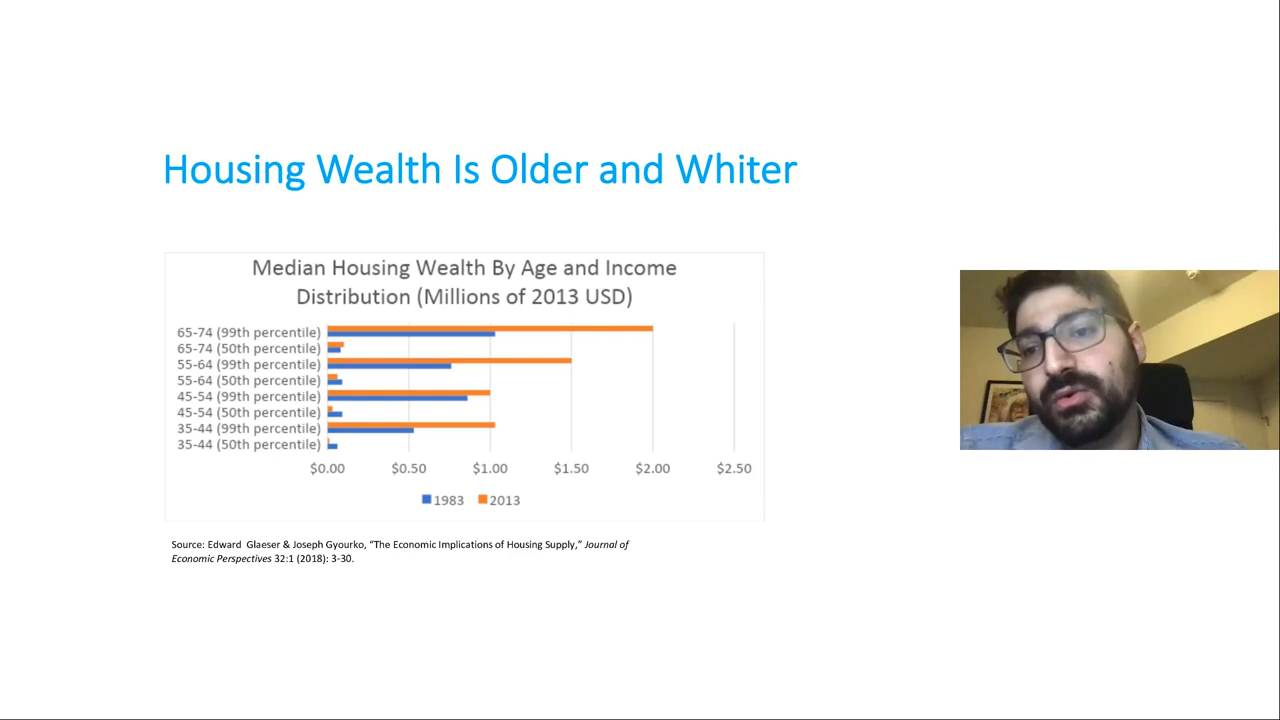 Housing Wealth Is Older and Whiter
Median Housing Wealth By Age and Income
Distribution (Millions of 2013 USD)
65-74 (99th percentile)
65-74 (50th percentile)
55-64 (99th percentile)
55-64 (50th percentile)
45-54 (99th percentile)
45-54 (50th percentile)
35-44 (99th percentile)
35-44 (50th percentile)
$0.00 $0.50 $1.00 $1.50 $2.00 $2.50
1983 2013
Source: Edward Glaeser & Joseph Gyourko, “The Economic Implications of Housing Supply,” Journal of
Economic Perspectives 32:1 (2018): 3-30.